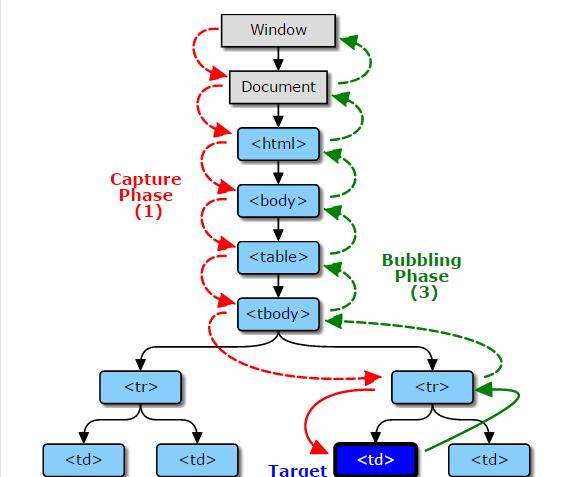 Window
Document
<html>
Capture
Phase
(1)
<body>
<table>
Bubbling
Phase
(3)
<tbody>
<tr>
<tr>
<td>
<td>
Target
<td>
<td>